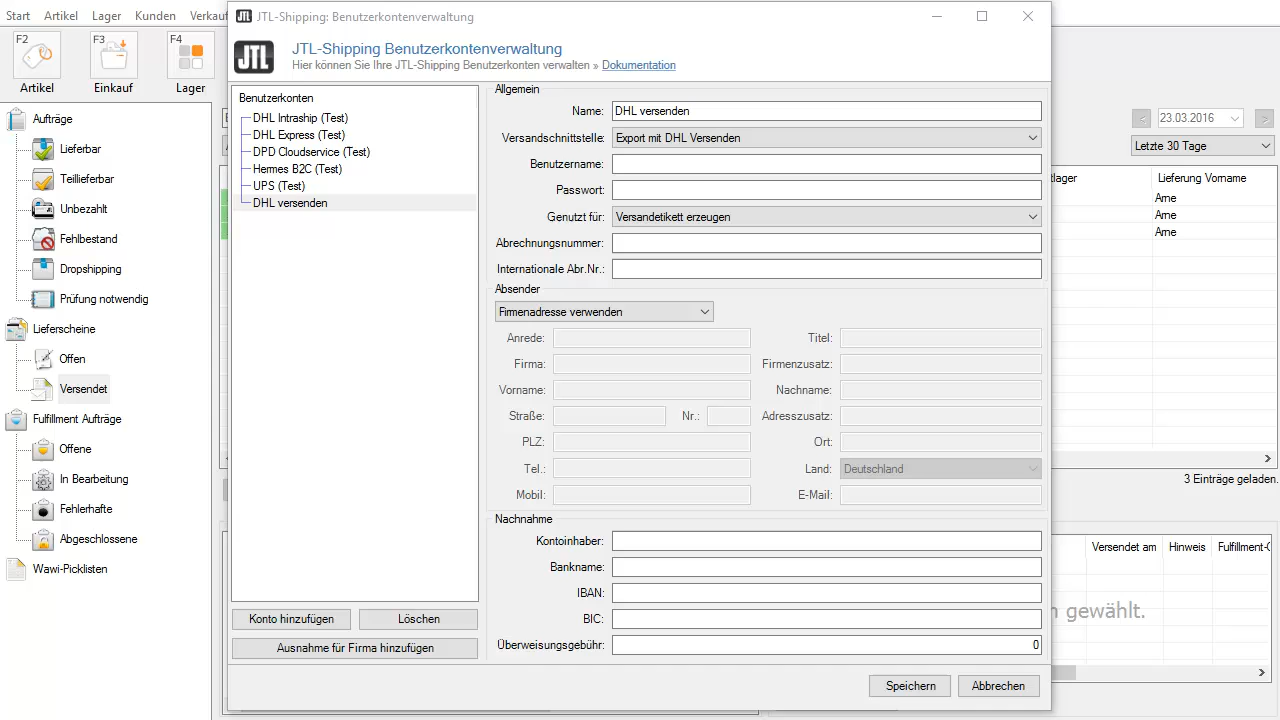 Start Artikel Lager Kunden Verkauf
F2 F3 F4
Artikel Einkauf Lager
Aufträge
Lieferbar
Teillieferbar
Unbezahlt
Fehlbestand
Dropshipping
Prüfung notwendig
Lieferscheine
Offen
Versendet
Fulfillment Aufträge
Offene
In Bearbeitung
Fehlerhafte
Abgeschlossene
Wawi-Picklisten
JTL JTL-Shipping: Benutzerkontenverwaltung
JTL
JTL-Shipping Benutzerkontenverwaltung
Hier können Sie Ihre JTL-Shipping Benutzerkonten verwalten » Dokumentation
Benutzerkonten
DHL Intraship (Test)
DHL Express (Test)
DPD Cloudservice (Test)
Hermes B2C (Test)
UPS (Test)
DHL versenden
Konto hinzufügen Löschen
Ausnahme für Firma hinzufügen
Allgemein
Name: DHL versenden
Versandschnittstelle: Export mit DHL Versenden
Benutzername:
Passwort:
Genutzt für: Versandetikett erzeugen
Abrechnungsnummer:
Internationale Abr.Nr.:
Absender
Firmenadresse verwenden
Anrede: Titel:
Firma: Firmenzusatz:
Vorname: Nachname:
Straße: Nr.: Adresszusatz:
PLZ: Ort:
Tel.: Land: Deutschland
Mobil: E-Mail:
Nachnahme
Kontoinhaber:
Bankname:
IBAN:
BIC:
Überweisungsgebühr: 0
Speichern Abbrechen
< 23.03.2016 >
Letzte 30 Tage
lager Lieferung Vorname
Ame
Ame
Ame
3 Einträge geladen.
Versendet am Hinweis Fulfillment-
gewählt.